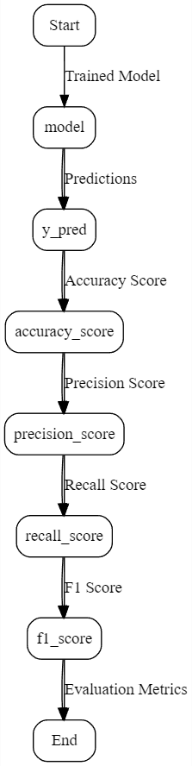 Start
Trained Model
model
Predictions
y_pred
Accuracy Score
accuracy_score
Precision Score
precision_score
Recall Score
recall_score
F1 Score
f1_score
Evaluation Metrics
End